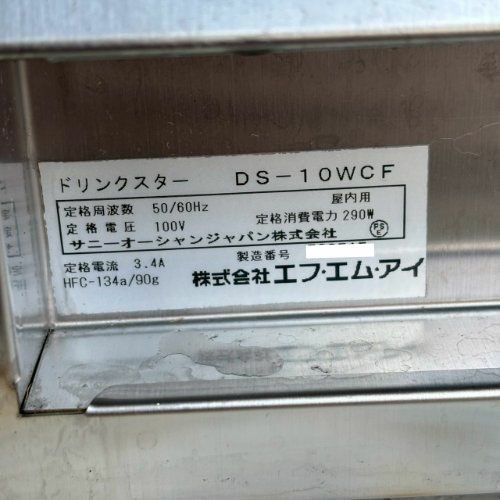 ドリンクスター DS-10WCF
定格周波数 50/60Hz 屋内用
定格電圧 100V 定格消費電力 290W PSE
サニーオーシャンジャパン株式会社
定格電流 3.4A 製造番号
HFC-134a/90g 株式会社エフ・エム・アイ